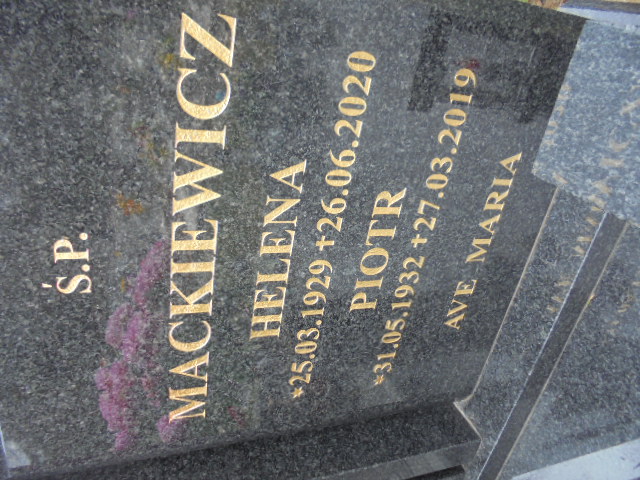 Ś.P.
MACKIEWICZ
HELENA
*25.03.1929 +26.06.2020
PIOTR
*31.05.1932 +27.03.2019
AVE MARIA